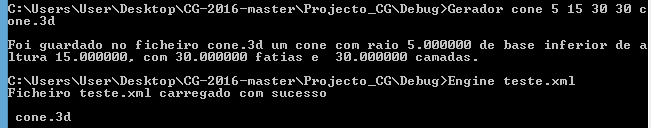 C:\Users\User\Desktop\CG-2016-master\Projecto_CG\Debug>Gerador cone 5 15 30 30 c
one.3d
Foi guardado no ficheiro cone.3d um cone com raio 5.000000 de base inferior de a
ltura 15.000000, com 30.000000 fatias e  30.000000 camadas.
C:\Users\User\Desktop\CG-2016-master\Projecto_CG\Debug>Engine teste.xml
Ficheiro teste.xml carregado com sucesso
cone.3d